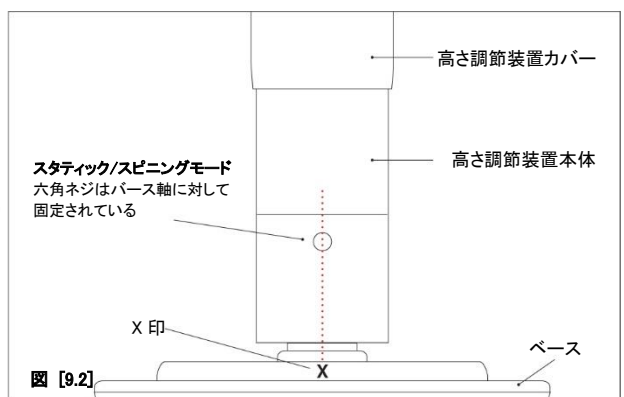 高さ調節装置カバー
高さ調節装置本体
スタティック/スピニングモード
六角ネジはバース軸に対して
固定されている
X 印
ベース
X
図 [9.2]